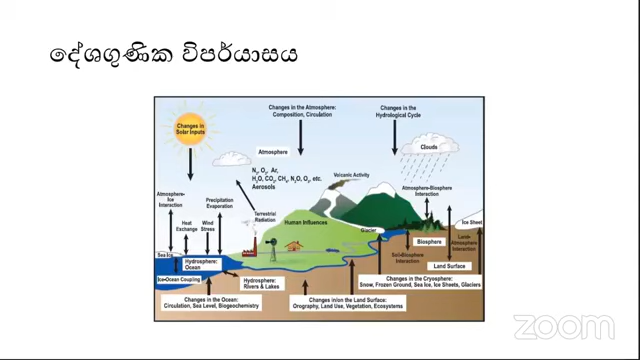 දේශගුණික විපර්යාසය
Changes in the Atmosphere:
Composition, Circulation
Changes in the
Hydrological Cycle
Changes in
Solar Inputs
Clouds
Atmosphere
N₂, O₂, Ar,
H₂O, CO₂, CH₄, N₂O, O₃, etc.
Aerosols
Volcanic Activity
Atmosphere-Biosphere
Interaction
Atmosphere-
Ice
Interaction
Precipitation
Evaporation
Terrestrial
Radiation
Heat
Exchange
Wind
Stress
Human Influences
Glacier
Ice Sheet
Land-
Atmosphere
Interaction
Biosphere
Soil-Biosphere
Interaction
Land Surface
Sea Ice
Hydrosphere:
Ocean
Ice-Ocean Coupling
Hydrosphere:
Rivers & Lakes
Changes in the Cryosphere:
Snow, Frozen Ground, Sea Ice, Ice Sheets, Glaciers
Changes in the Ocean:
Circulation, Sea Level, Biogeochemistry
Changes in/on the Land Surface:
Orography, Land Use, Vegetation, Ecosystems
zoom